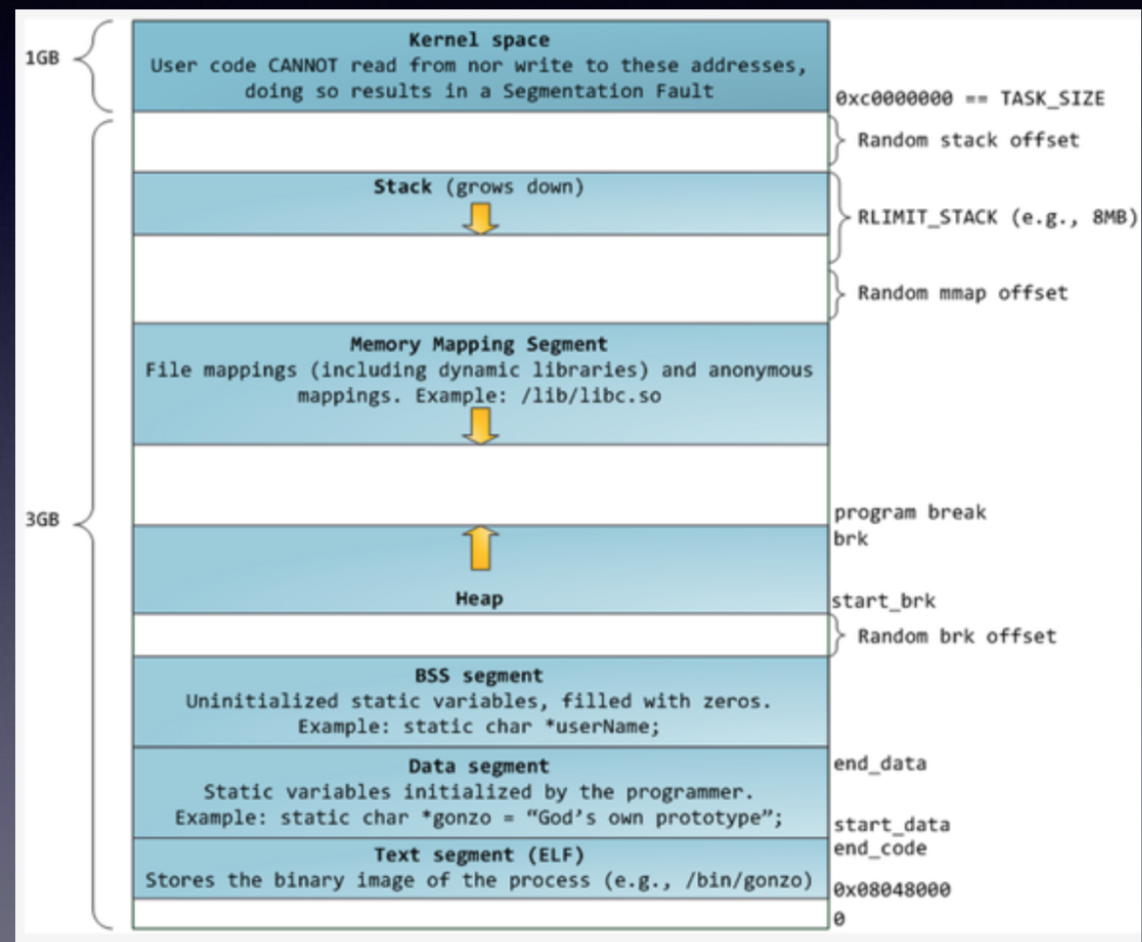 1GB
Kernel space
User code CANNOT read from nor write to these addresses,
doing so results in a Segmentation Fault
0xc0000000 == TASK_SIZE
Random stack offset
Stack (grows down)
RLIMIT_STACK (e.g., 8MB)
Random mmap offset
Memory Mapping Segment
File mappings (including dynamic libraries) and anonymous
mappings. Example: /lib/libc.so
3GB
program break
brk
Heap
start_brk
Random brk offset
BSS segment
Uninitialized static variables, filled with zeros.
Example: static char *userName;
Data segment
end_data
Static variables initialized by the programmer.
Example: static char *gonzo = “God’s own prototype”;
start_data
end_code
Text segment (ELF)
Stores the binary image of the process (e.g., /bin/gonzo)
0x08048000
0